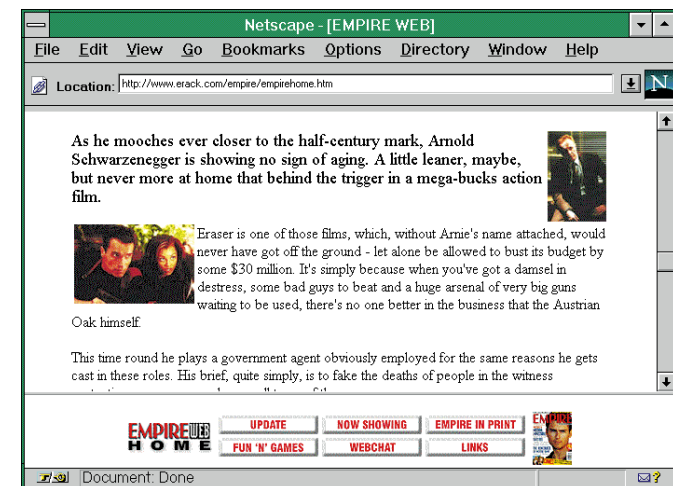 Netscape - [EMPIRE WEB]
File Edit View Go Bookmarks Options Directory Window Help
Location: http://www.erack.com/empire/empirehome.htm
N
As he mooches ever closer to the half-century mark, Arnold
Schwarzenegger is showing no sign of aging. A little leaner, maybe,
but never more at home that behind the trigger in a mega-bucks action
film.
Eraser is one of those films, which, without Arnie's name attached, would
never have got off the ground - let alone be allowed to bust its budget by
some $30 million. It's simply because when you've got a damsel in
destress, some bad guys to beat and a huge arsenal of very big guns
waiting to be used, there's no one better in the business that the Austrian
Oak himself.
This time round he plays a government agent obviously employed for the same reasons he gets
cast in these roles. His brief, quite simply, is to fake the deaths of people in the witness
EMPIRE WEB
HOME
UPDATE NOW SHOWING EMPIRE IN PRINT
FUN 'N' GAMES WEBCHAT LINKS
EMPIRE
Document: Done
?